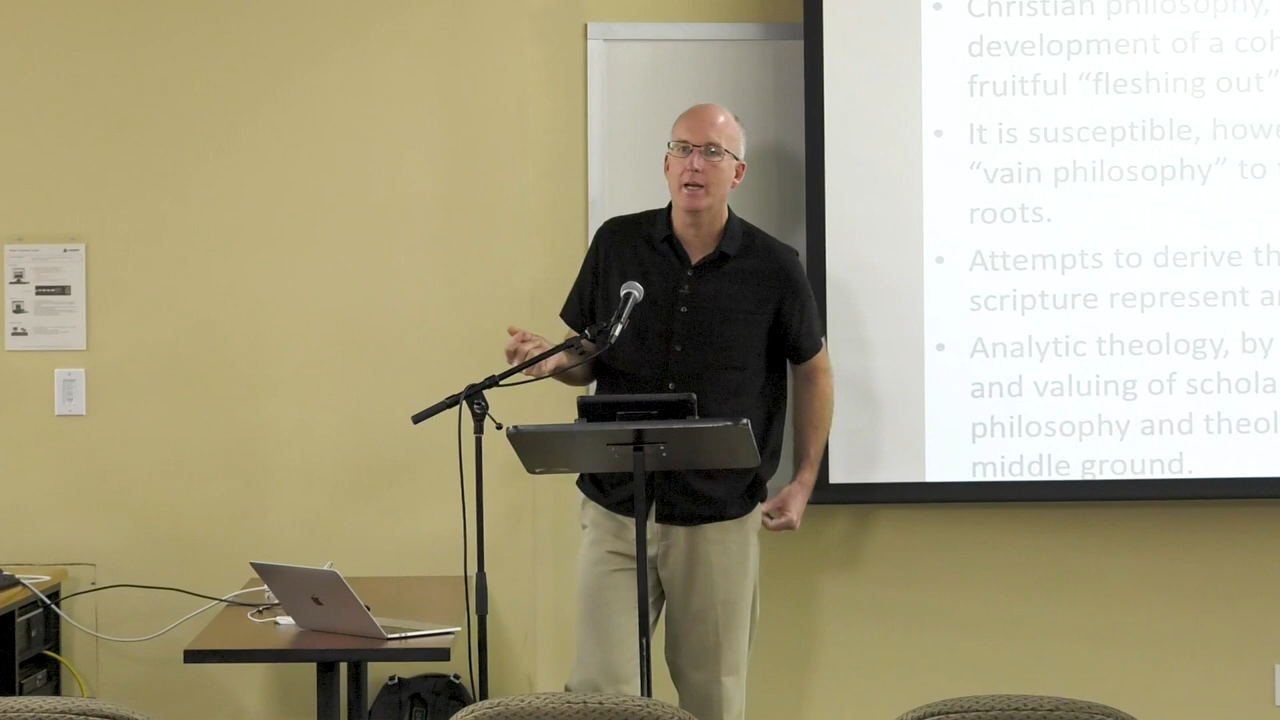 • Christian philosophy,
development of a coh
fruitful “fleshing out”
• It is susceptible, how
“vain philosophy” to
roots.
• Attempts to derive th
scripture represent a
• Analytic theology, by
and valuing of schola
philosophy and theol
middle ground.